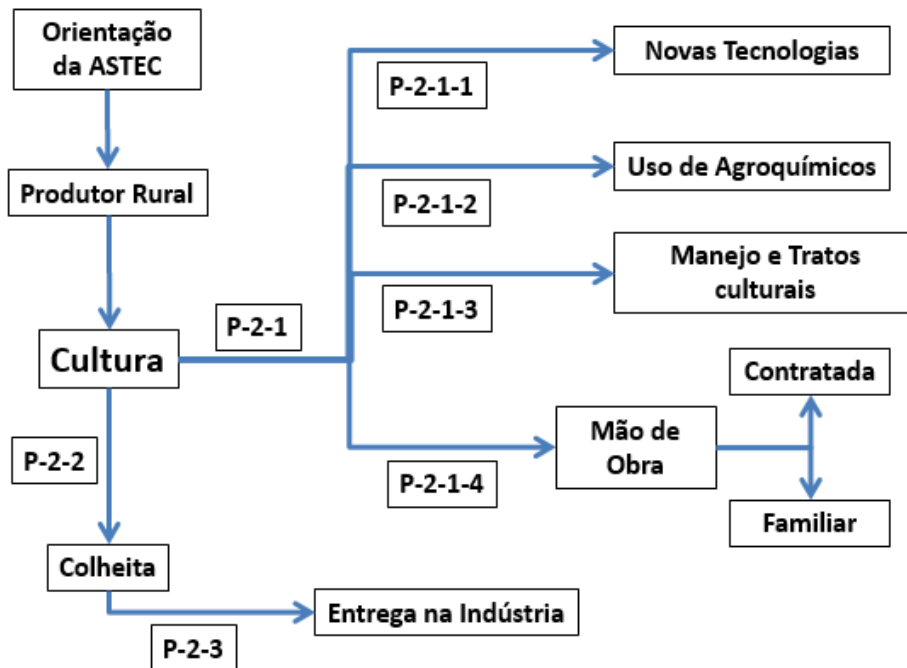 Orientação
da ASTEC
Novas Tecnologias
P-2-1-1
Uso de Agroquímicos
Produtor Rural
P-2-1-2
Manejo e Tratos
culturais
P-2-1-3
P-2-1
Cultura
Contratada
Mão de
Obra
P-2-2
P-2-1-4
Familiar
Colheita
Entrega na Indústria
P-2-3